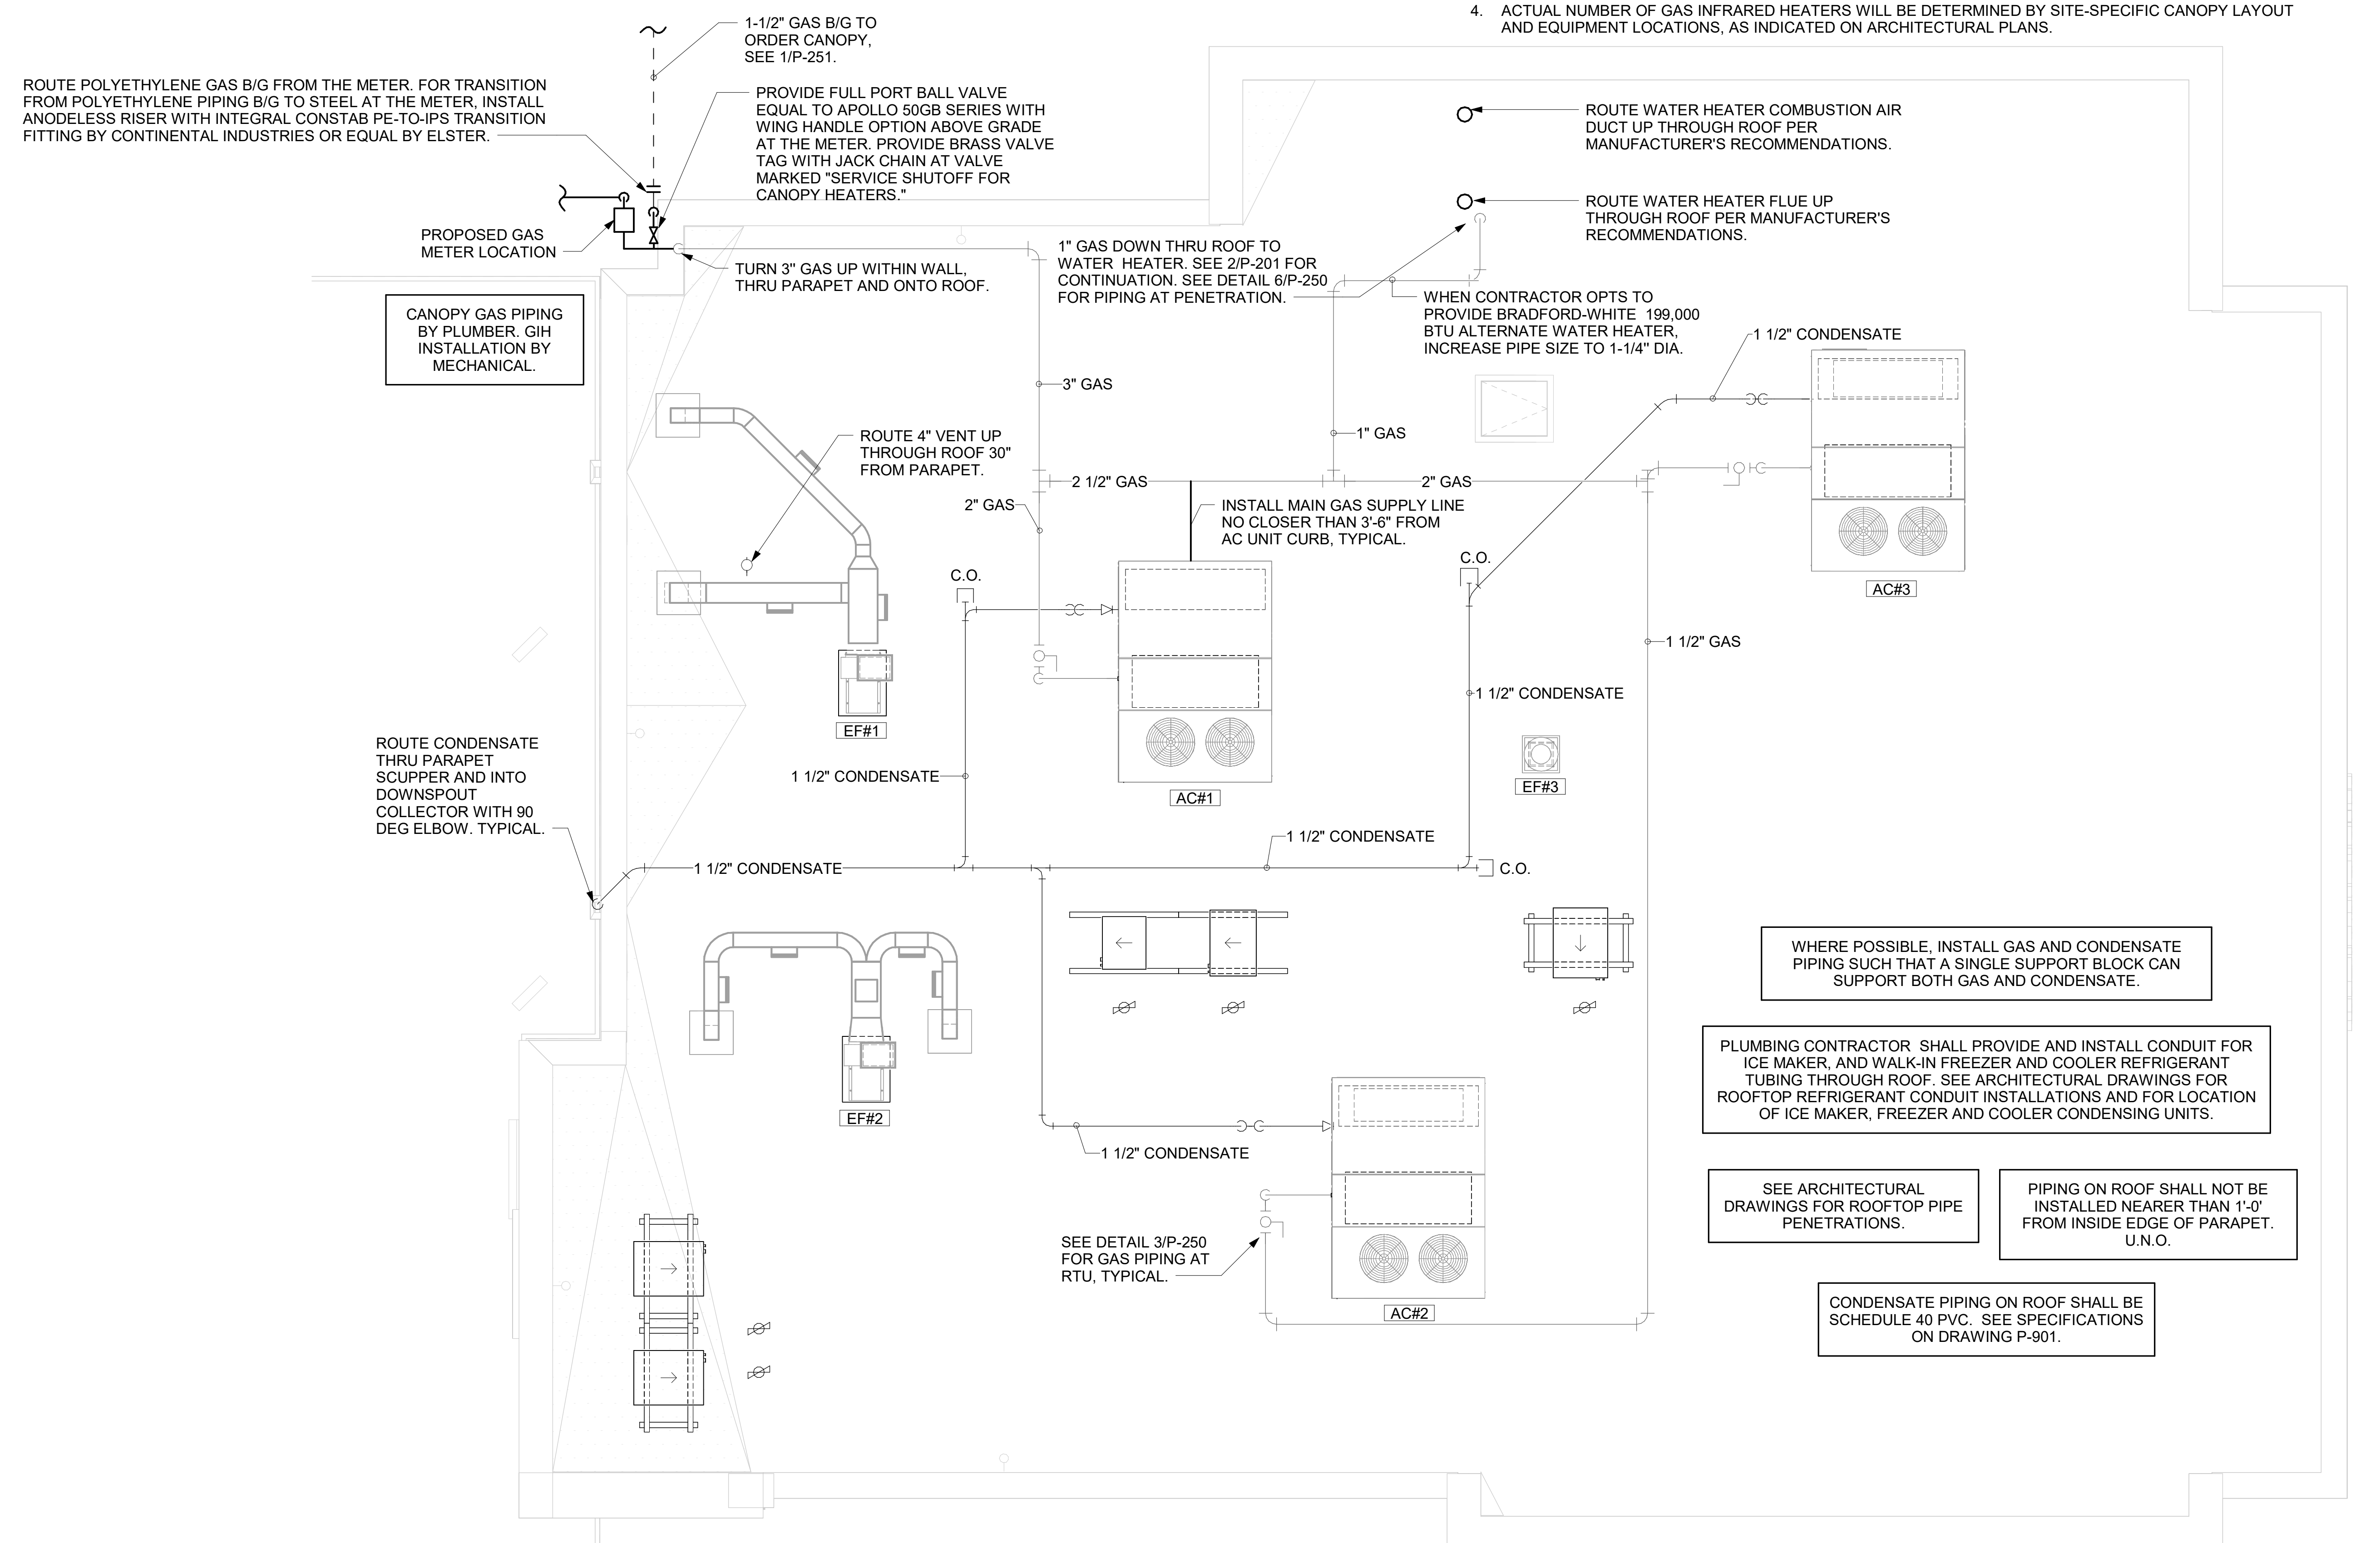 4. ACTUAL NUMBER OF GAS INFRARED HEATERS WILL BE DETERMINED BY SITE-SPECIFIC CANOPY LAYOUT
AND EQUIPMENT LOCATIONS, AS INDICATED ON ARCHITECTURAL PLANS.
1-1/2" GAS B/G TO
ORDER CANOPY,
SEE 1/P-251.
ROUTE POLYETHYLENE GAS B/G FROM THE METER. FOR TRANSITION
FROM POLYETHYLENE PIPING B/G TO STEEL AT THE METER, INSTALL
ANODELESS RISER WITH INTEGRAL CONSTAB PE-TO-IPS TRANSITION
FITTING BY CONTINENTAL INDUSTRIES OR EQUAL BY ELSTER.
PROVIDE FULL PORT BALL VALVE
EQUAL TO APOLLO 50GB SERIES WITH
WING HANDLE OPTION ABOVE GRADE
AT THE METER. PROVIDE BRASS VALVE
TAG WITH JACK CHAIN AT VALVE
MARKED "SERVICE SHUTOFF FOR
CANOPY HEATERS."
ROUTE WATER HEATER COMBUSTION AIR
DUCT UP THROUGH ROOF PER
MANUFACTURER'S RECOMMENDATIONS.
ROUTE WATER HEATER FLUE UP
THROUGH ROOF PER MANUFACTURER'S
RECOMMENDATIONS.
PROPOSED GAS
METER LOCATION
TURN 3" GAS UP WITHIN WALL,
THRU PARAPET AND ONTO ROOF.
1" GAS DOWN THRU ROOF TO
WATER HEATER. SEE 2/P-201 FOR
CONTINUATION. SEE DETAIL 6/P-250
FOR PIPING AT PENETRATION.
WHEN CONTRACTOR OPTS TO
PROVIDE BRADFORD-WHITE 199,000
BTU ALTERNATE WATER HEATER,
INCREASE PIPE SIZE TO 1-1/4" DIA.
CANOPY GAS PIPING
BY PLUMBER. GIH
INSTALLATION BY
MECHANICAL.
1 1/2" CONDENSATE
3" GAS
ROUTE 4" VENT UP
THROUGH ROOF 30"
FROM PARAPET.
1" GAS
2 1/2" GAS
2" GAS
2" GAS
INSTALL MAIN GAS SUPPLY LINE
NO CLOSER THAN 3'-6" FROM
AC UNIT CURB, TYPICAL.
C.O.
C.O.
AC#3
1 1/2" GAS
1 1/2" CONDENSATE
EF#1
ROUTE CONDENSATE
THRU PARAPET
SCUPPER AND INTO
DOWNSPOUT
COLLECTOR WITH 90
DEG ELBOW. TYPICAL.
1 1/2" CONDENSATE
AC#1
EF#3
1 1/2" CONDENSATE
1 1/2" CONDENSATE
C.O.
WHERE POSSIBLE, INSTALL GAS AND CONDENSATE
PIPING SUCH THAT A SINGLE SUPPORT BLOCK CAN
SUPPORT BOTH GAS AND CONDENSATE.
PLUMBING CONTRACTOR SHALL PROVIDE AND INSTALL CONDUIT FOR
ICE MAKER, AND WALK-IN FREEZER AND COOLER REFRIGERANT
TUBING THROUGH ROOF. SEE ARCHITECTURAL DRAWINGS FOR
ROOFTOP REFRIGERANT CONDUIT INSTALLATIONS AND FOR LOCATION
OF ICE MAKER, FREEZER AND COOLER CONDENSING UNITS.
EF#2
1 1/2" CONDENSATE
SEE ARCHITECTURAL
DRAWINGS FOR ROOFTOP PIPE
PENETRATIONS.
PIPING ON ROOF SHALL NOT BE
INSTALLED NEARER THAN 1'-0'
FROM INSIDE EDGE OF PARAPET.
U.N.O.
SEE DETAIL 3/P-250
FOR GAS PIPING AT
RTU, TYPICAL.
AC#2
CONDENSATE PIPING ON ROOF SHALL BE
SCHEDULE 40 PVC. SEE SPECIFICATIONS
ON DRAWING P-901.